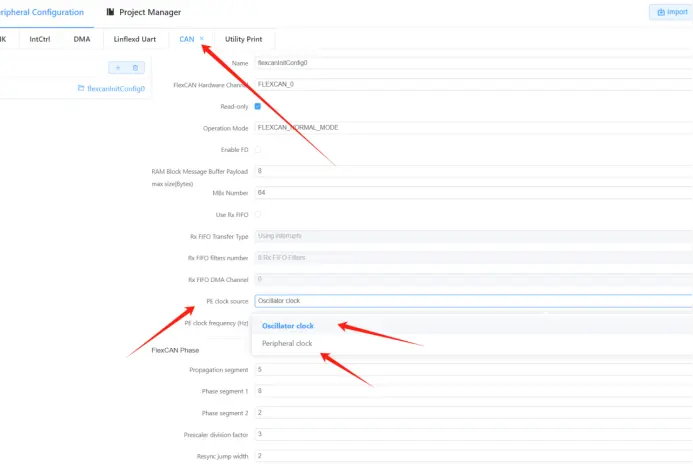 eripheral Configuration
Project Manager
Import
IntCtrl
DMA
Linflexd Uart
CAN ×
Utility Print
+
flexcanInitConfig0
Name
flexcanInitConfig0
FlexCAN Hardware Channel
FLEXCAN_0
Read-only
Operation Mode
FLEXCAN_NORMAL_MODE
Enable FD
RAM Block Message Buffer Payload
max size(Bytes)
8
MBs Number
64
Use Rx FIFO
Rx FIFO Transfer Type
Using interrupts
Rx FIFO filters number
8 Rx FIFO Filters
Rx FIFO DMA Channel
0
PE clock source
Oscillator clock
PE clock frequency (Hz)
Oscillator clock
Peripheral clock
FlexCAN Phase
Propagation segment
5
Phase segment 1
8
Phase segment 2
2
Prescaler division factor
3
Resync jump width
2